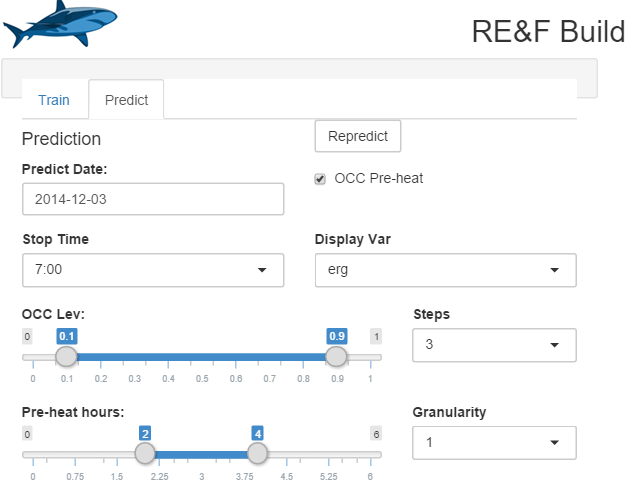 RE&F Build
Train Predict
Prediction
Repredict
Predict Date:
OCC Pre-heat
2014-12-03
Stop Time Display Var
7:00 erg
OCC Lev: Steps
0 0.1 0.9 1
3
0 0.1 0.2 0.3 0.4 0.5 0.6 0.7 0.8 0.9 1
Pre-heat hours: Granularity
0 2 4 6
1
0 0.75 1.5 2.25 3 3.75 4.5 5.25 6